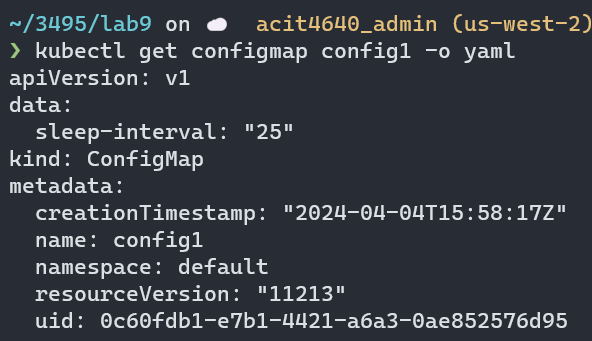 ~/3495/lab9 on ☁ acit4640_admin (us-west-2)
❯ kubectl get configmap config1 -o yaml
apiVersion: v1
data:
  sleep-interval: "25"
kind: ConfigMap
metadata:
  creationTimestamp: "2024-04-04T15:58:17Z"
  name: config1
  namespace: default
  resourceVersion: "11213"
  uid: 0c60fdb1-e7b1-4421-a6a3-0ae852576d95